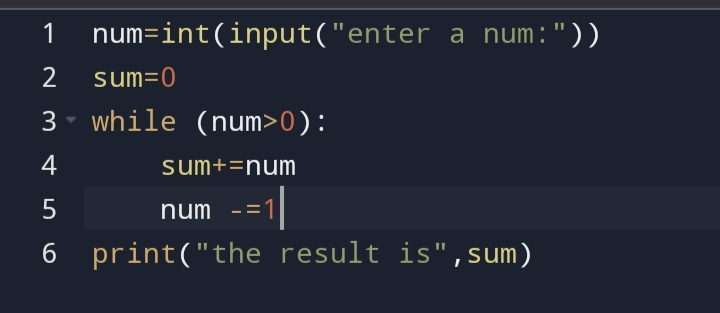 1 num=int(input("enter a num:"))
2 sum=0
3 while (num>0):
4     sum+=num
5     num -=1
6 print("the result is",sum)